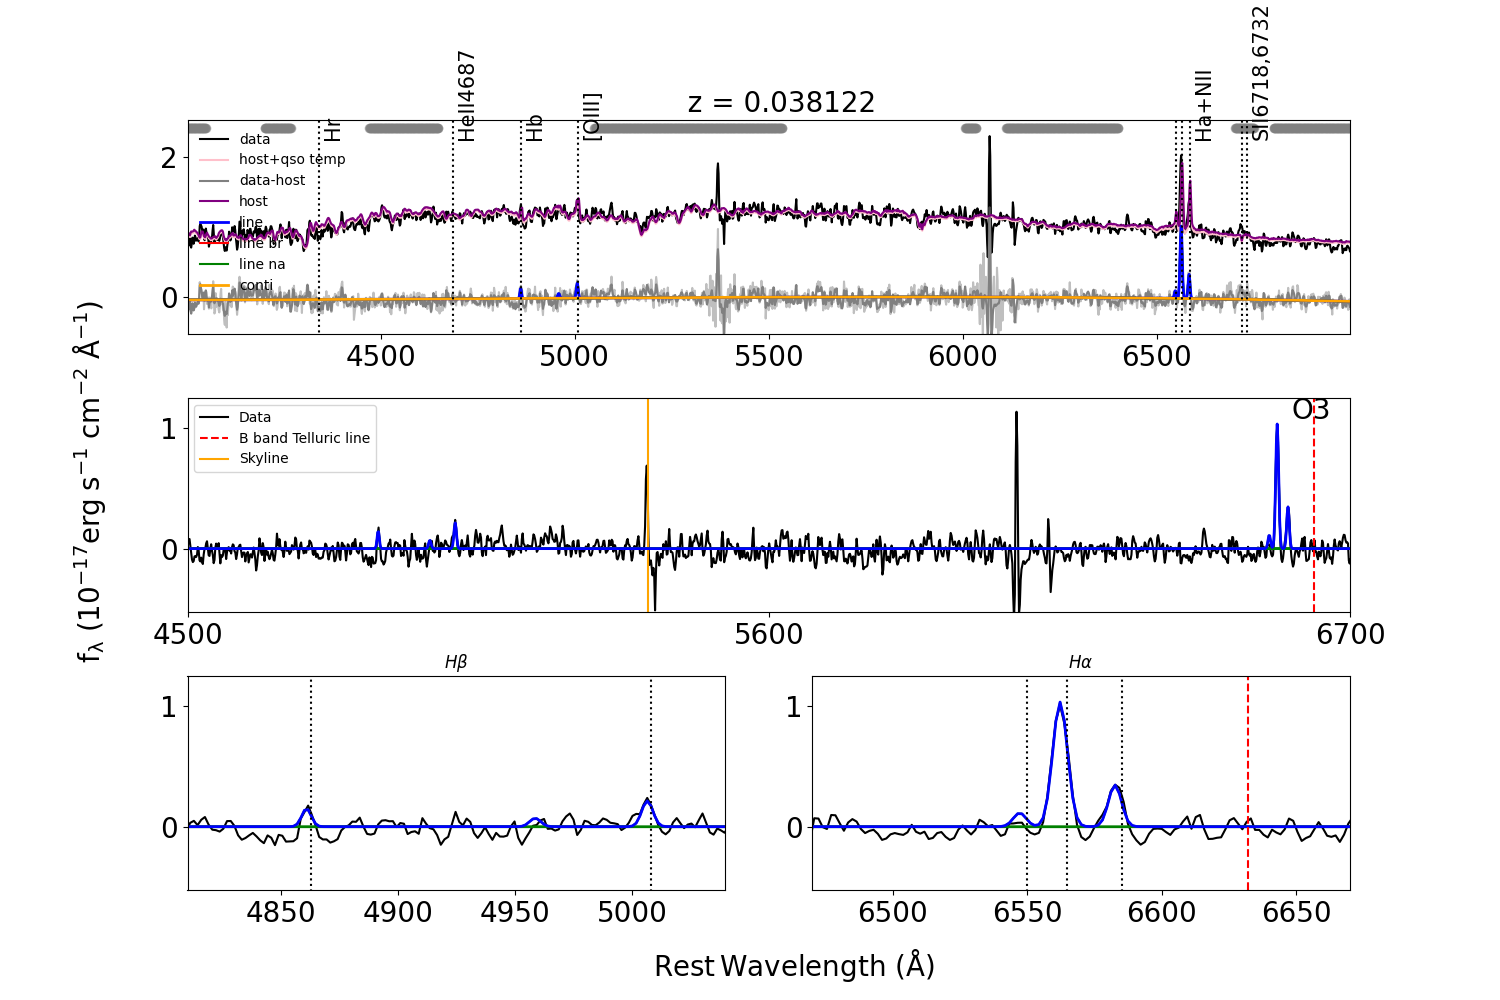 z = 0.038122
Hr
HeII4687
Hb
[OIII]
Ha+NII
SII6718,6732
data
host+qso temp
data-host
host
line
line br
line na
conti
2
0
4500 5000 5500 6000 6500
Data
B band Telluric line
Skyline
O3
1
0
4500 5600 6700
fλ (10−17erg s−1 cm−2 Å−1)
Hβ
1
0
4850 4900 4950 5000
Hα
1
0
6500 6550 6600 6650
Rest Wavelength (Å)